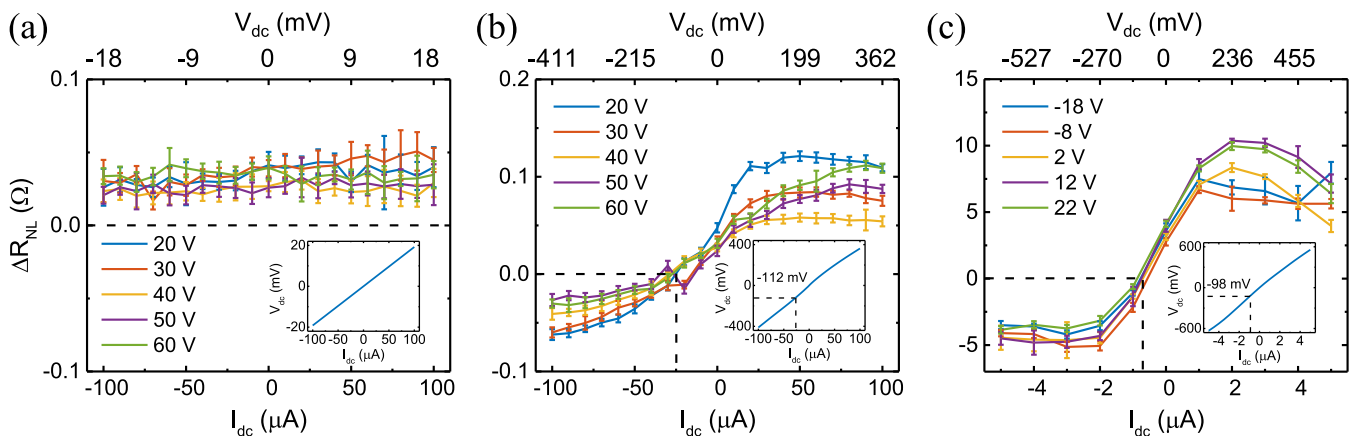 (a)
V_dc (mV)
-18 -9 0 9 18
0.1
0.0
-0.1
ΔR_NL (Ω)
20 V
30 V
40 V
50 V
60 V
20
0
-20
V_dc (mV)
-100 -50 0 50 100
I_dc (μA)
-100 -50 0 50 100
I_dc (μA)
(b)
V_dc (mV)
-411 -215 0 199 362
0.2
0.1
0.0
-0.1
20 V
30 V
40 V
50 V
60 V
400
0
-400
V_dc (mV)
-112 mV
-100 -50 0 50 100
I_dc (μA)
-100 -50 0 50 100
I_dc (μA)
(c)
V_dc (mV)
-527 -270 0 236 455
15
10
5
0
-5
-18 V
-8 V
2 V
12 V
22 V
600
0
-600
V_dc (mV)
-98 mV
-4 -2 0 2 4
I_dc (μA)
-4 -2 0 2 4
I_dc (μA)